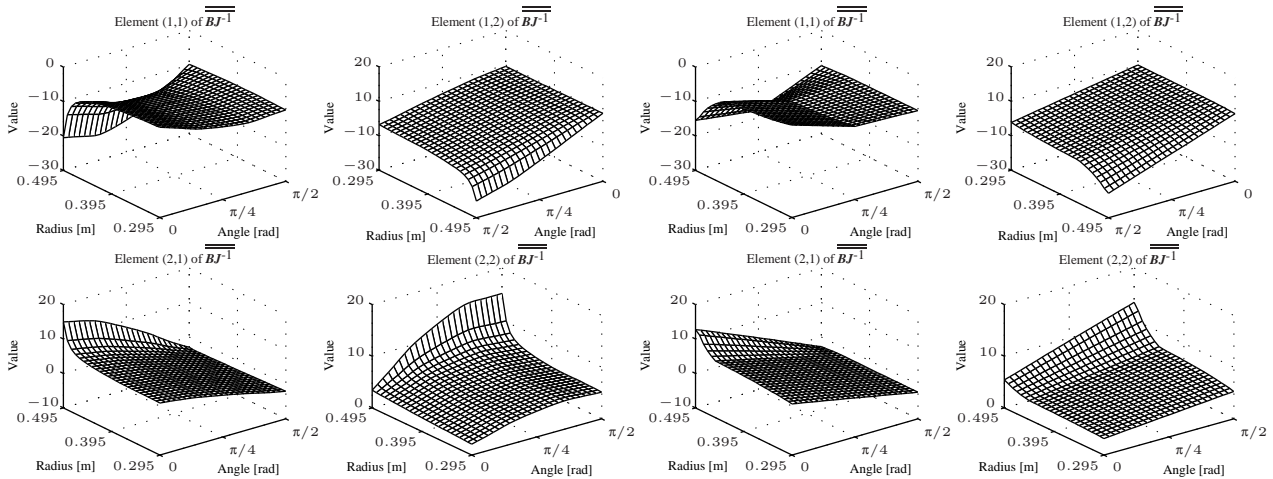 Element (1,1) of BJ⁻¹
0
−10
−20
−30
Value
0.495
0.395
0.295
Radius [m]
0
π/4
π/2
Angle [rad]
Element (1,2) of BJ⁻¹
20
10
−10
−30
Value
0.295
0.395
0.495
Radius [m]
π/2
π/4
0
Angle [rad]
Element (1,1) of BJ⁻¹
0
−10
−20
−30
Value
0.495
0.395
0.295
Radius [m]
0
π/4
π/2
Angle [rad]
Element (1,2) of BJ⁻¹
20
10
−10
−30
Value
0.295
0.395
0.495
Radius [m]
π/2
π/4
0
Angle [rad]
Element (2,1) of BJ⁻¹
20
10
0
−10
Value
0.495
0.395
0.295
Radius [m]
0
π/4
π/2
Angle [rad]
Element (2,2) of BJ⁻¹
20
10
0
Value
0.495
0.395
0.295
Radius [m]
0
π/4
π/2
Angle [rad]
Element (2,1) of BJ⁻¹
20
10
0
−10
Value
0.495
0.395
0.295
Radius [m]
0
π/4
π/2
Angle [rad]
Element (2,2) of BJ⁻¹
20
10
0
Value
0.495
0.395
0.295
Radius [m]
0
π/4
π/2
Angle [rad]